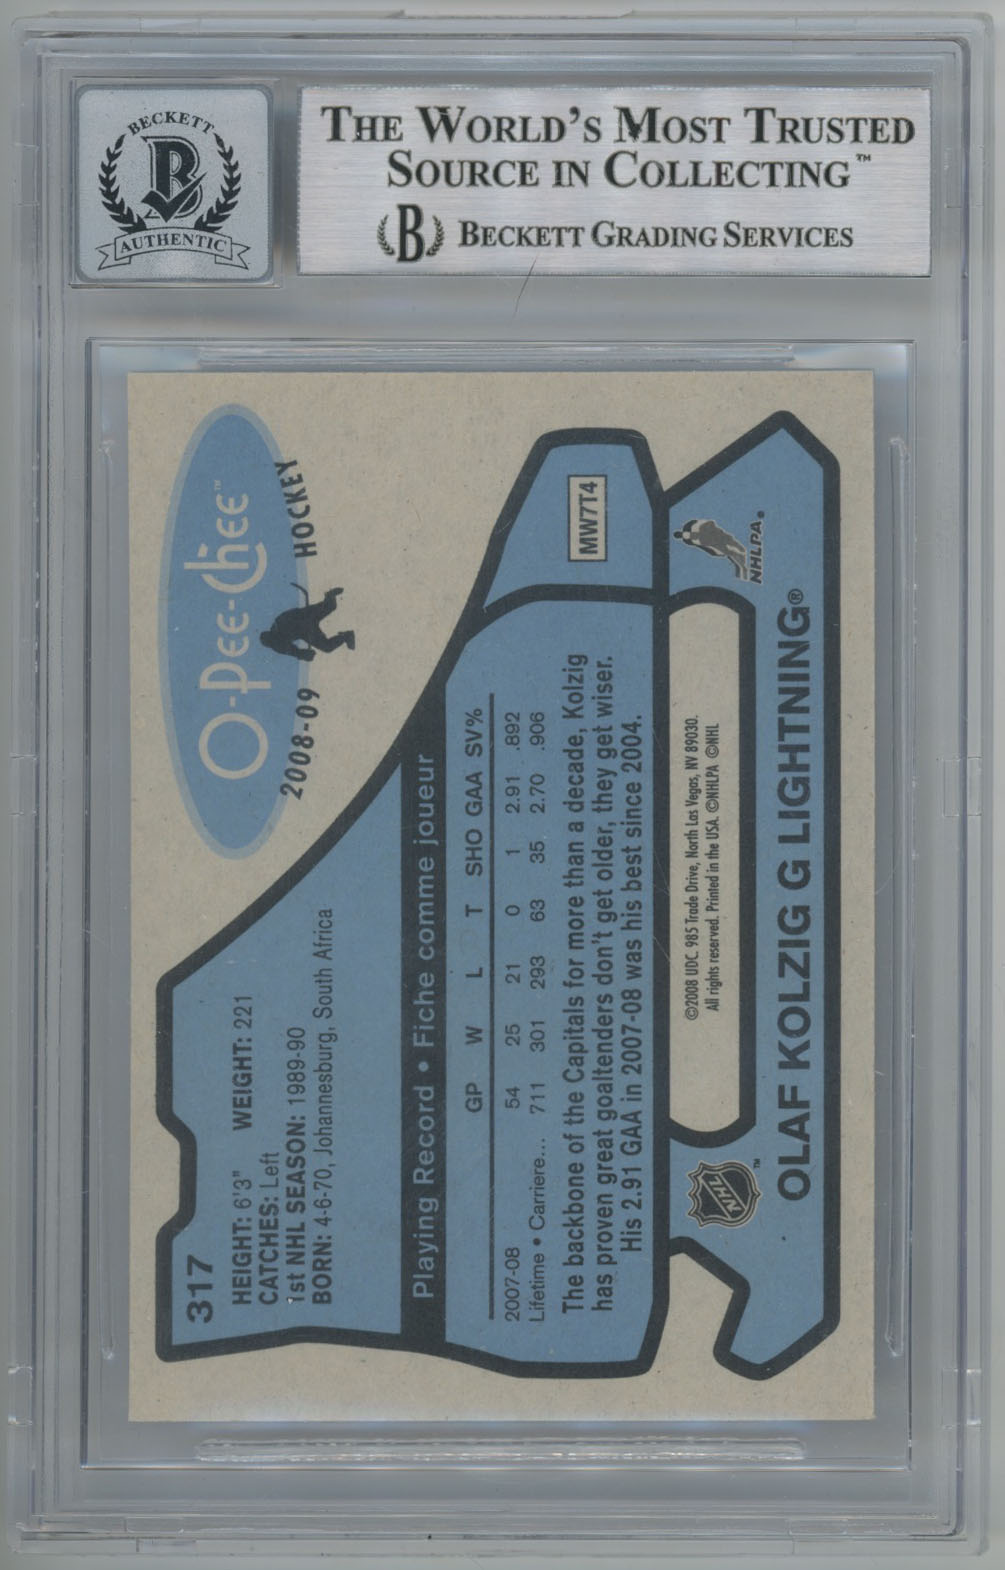 BECKETT
B
AUTHENTIC
THE WORLD'S MOST TRUSTED
SOURCE IN COLLECTING™
B BECKETT GRADING SERVICES
O-Pee-Chee™
2008-09 HOCKEY
317
HEIGHT: 6'3" WEIGHT: 221
CATCHES: Left
1st NHL SEASON: 1989-90
BORN: 4-6-70, Johannesburg, South Africa
Playing Record • Fiche comme joueur
GP W L T SHO GAA SV%
2007-08 54 25 21 0 1 2.91 .892
Lifetime • Carriere... 711 301 293 63 35 2.70 .906
The backbone of the Capitals for more than a decade, Kolzig
has proven great goaltenders don't get older, they get wiser.
His 2.91 GAA in 2007-08 was his best since 2004.
MW7T4
NHL™
©2008 UDC. 985 Trade Drive, North Las Vegas, NV 89030.
All rights reserved. Printed in the USA. ©NHLPA ©NHL
NHLPA®
OLAF KOLZIG G LIGHTNING®